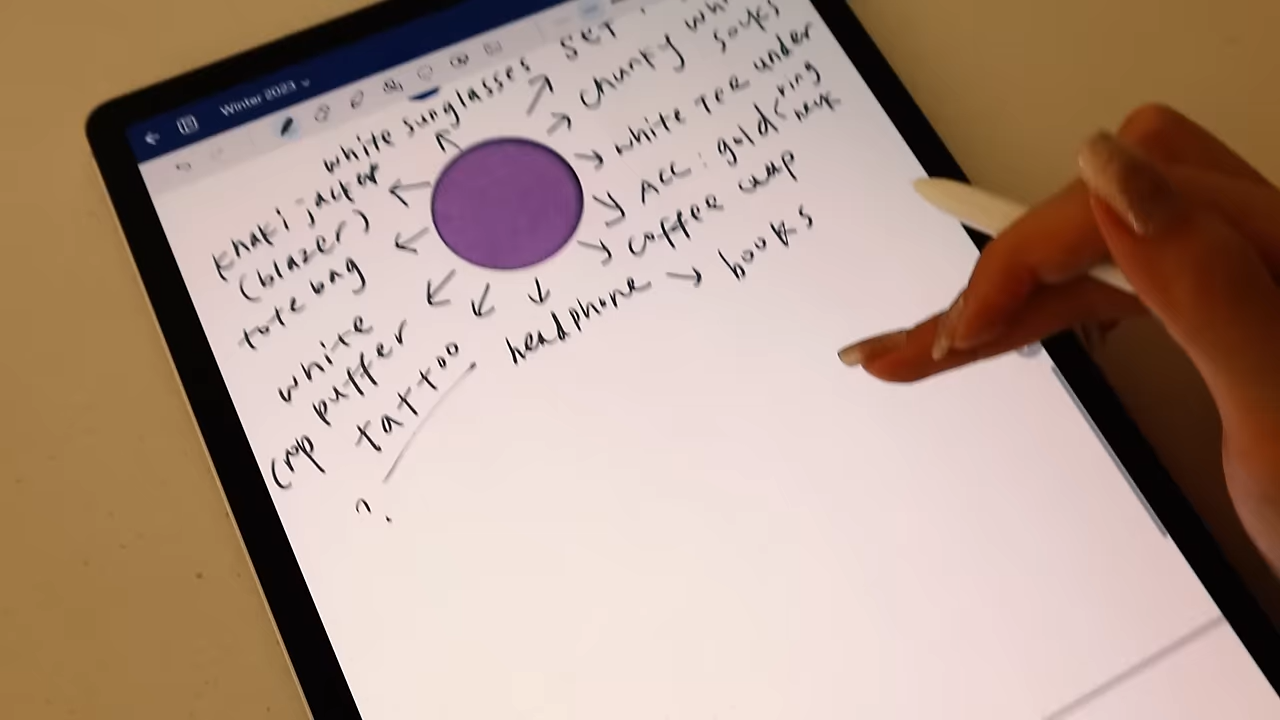 Winter 2023
white sunglasses
SET
chunky
socks
white tee under
Acc: gold ring
coffee cup
books
headphone
khaki jacket
(blazer)
tote bag
white
puffer
crop
tattoo
?